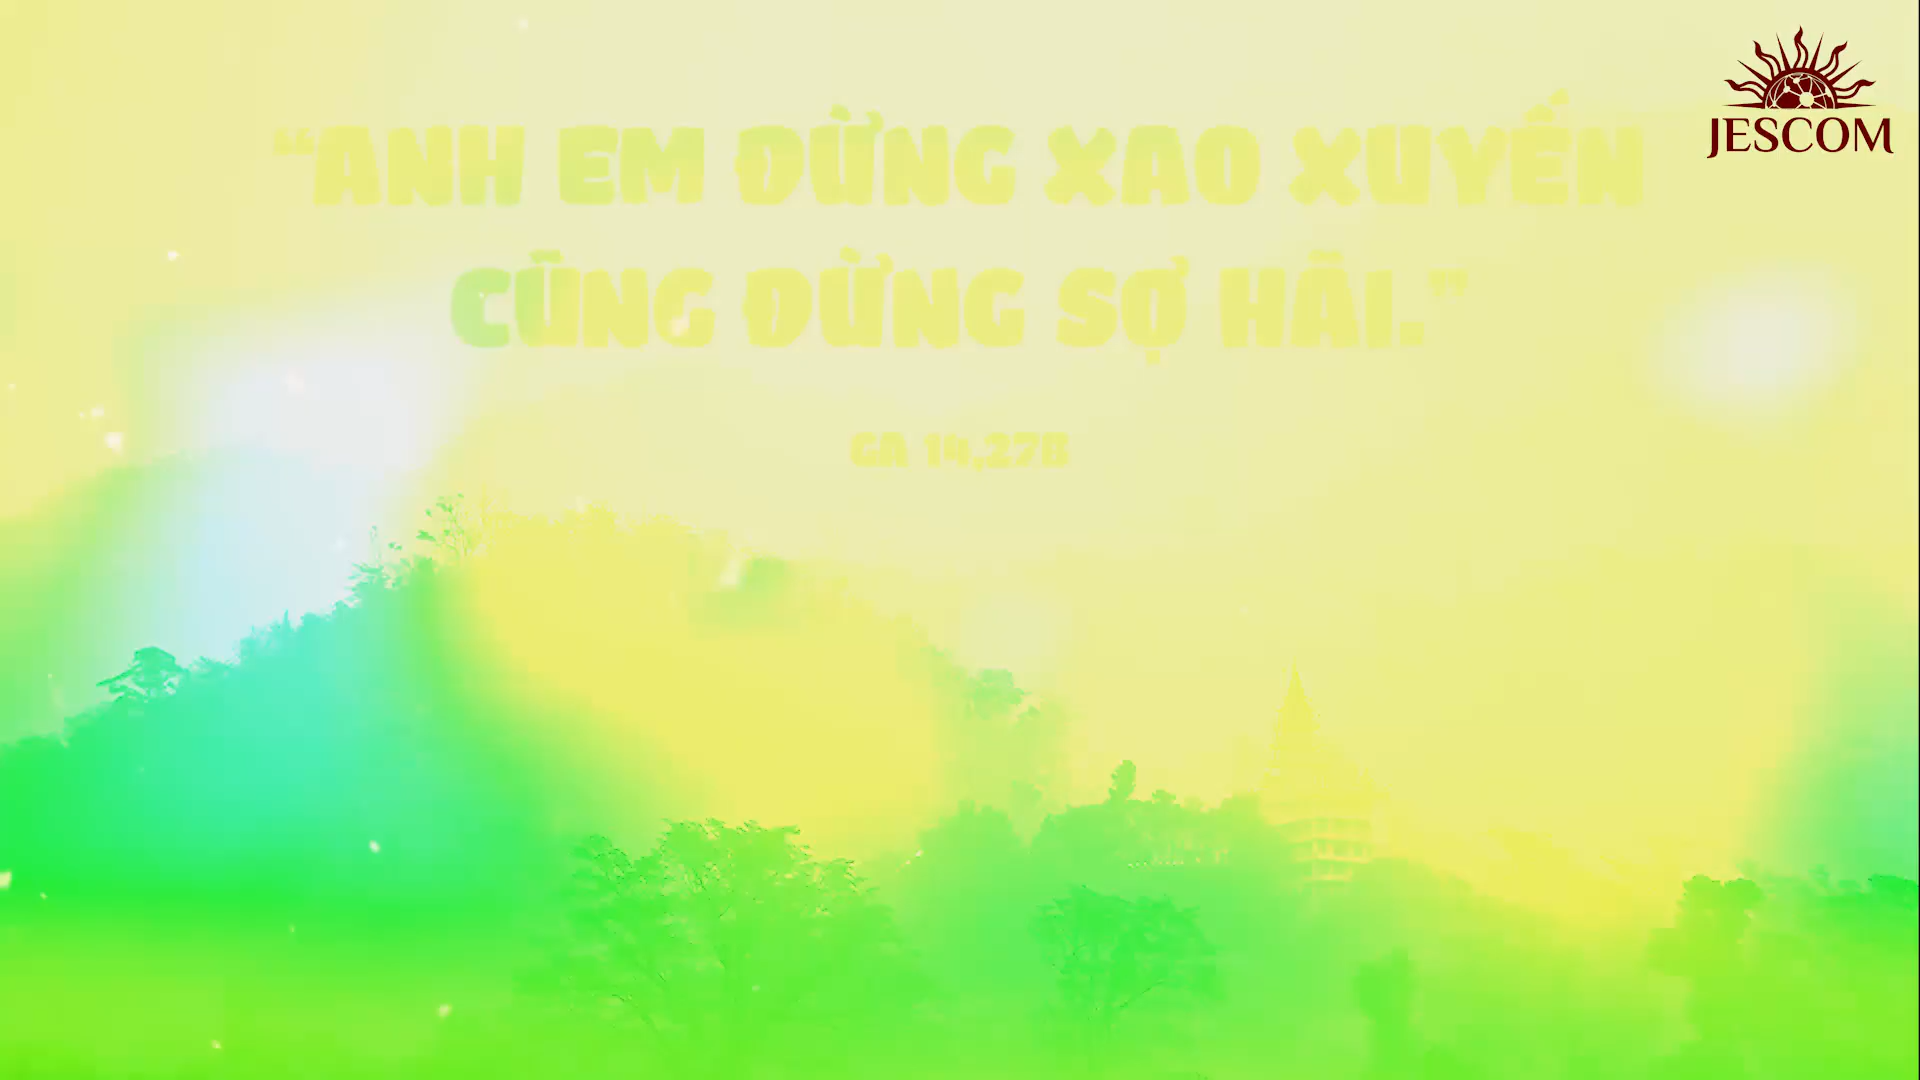 JESCOM
“ANH EM ĐỪNG XAO XUYẾN
CŨNG ĐỪNG SỢ HÃI.”
GA 14,27B